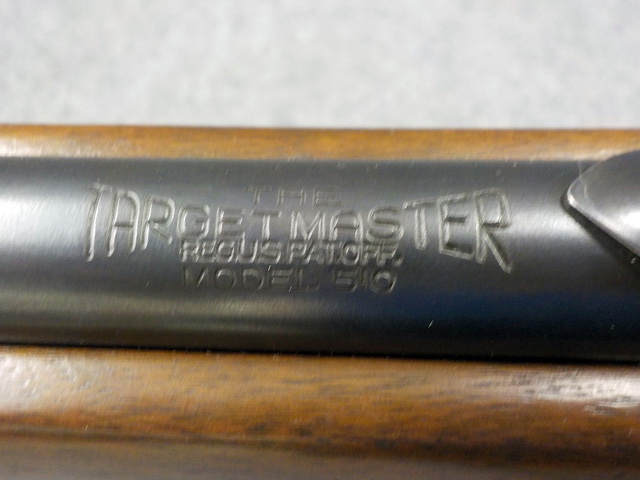 THE
TARGETMASTER
REG.U.S.PAT.OFF.
MODEL 510